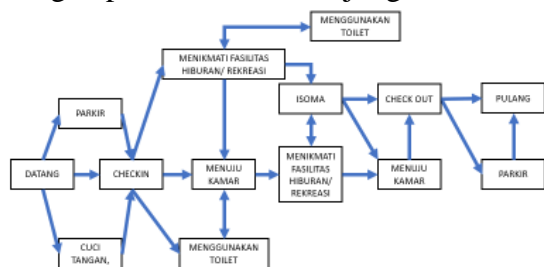 MENGGUNAKAN
TOILET
MENIKMATI FASILITAS
HIBURAN/ REKREASI
ISOMA
CHECK OUT
PULANG
PARKIR
DATANG
CHECKIN
MENUJU
KAMAR
MENIKMATI
FASILITAS
HIBURAN/
REKREASI
MENUJU
KAMAR
PARKIR
CUCI
TANGAN,
MENGGUNAKAN
TOILET